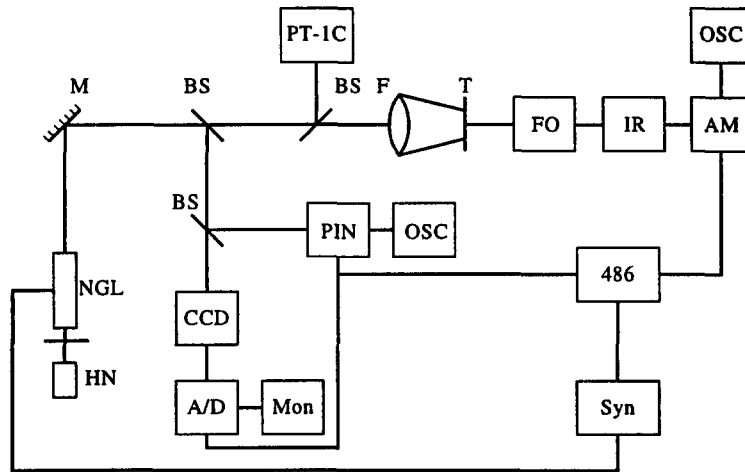 PT-1C
OSC
M
BS
BS
F
T
FO
IR
AM
BS
PIN
OSC
NGL
486
CCD
HN
A/D
Mon
Syn